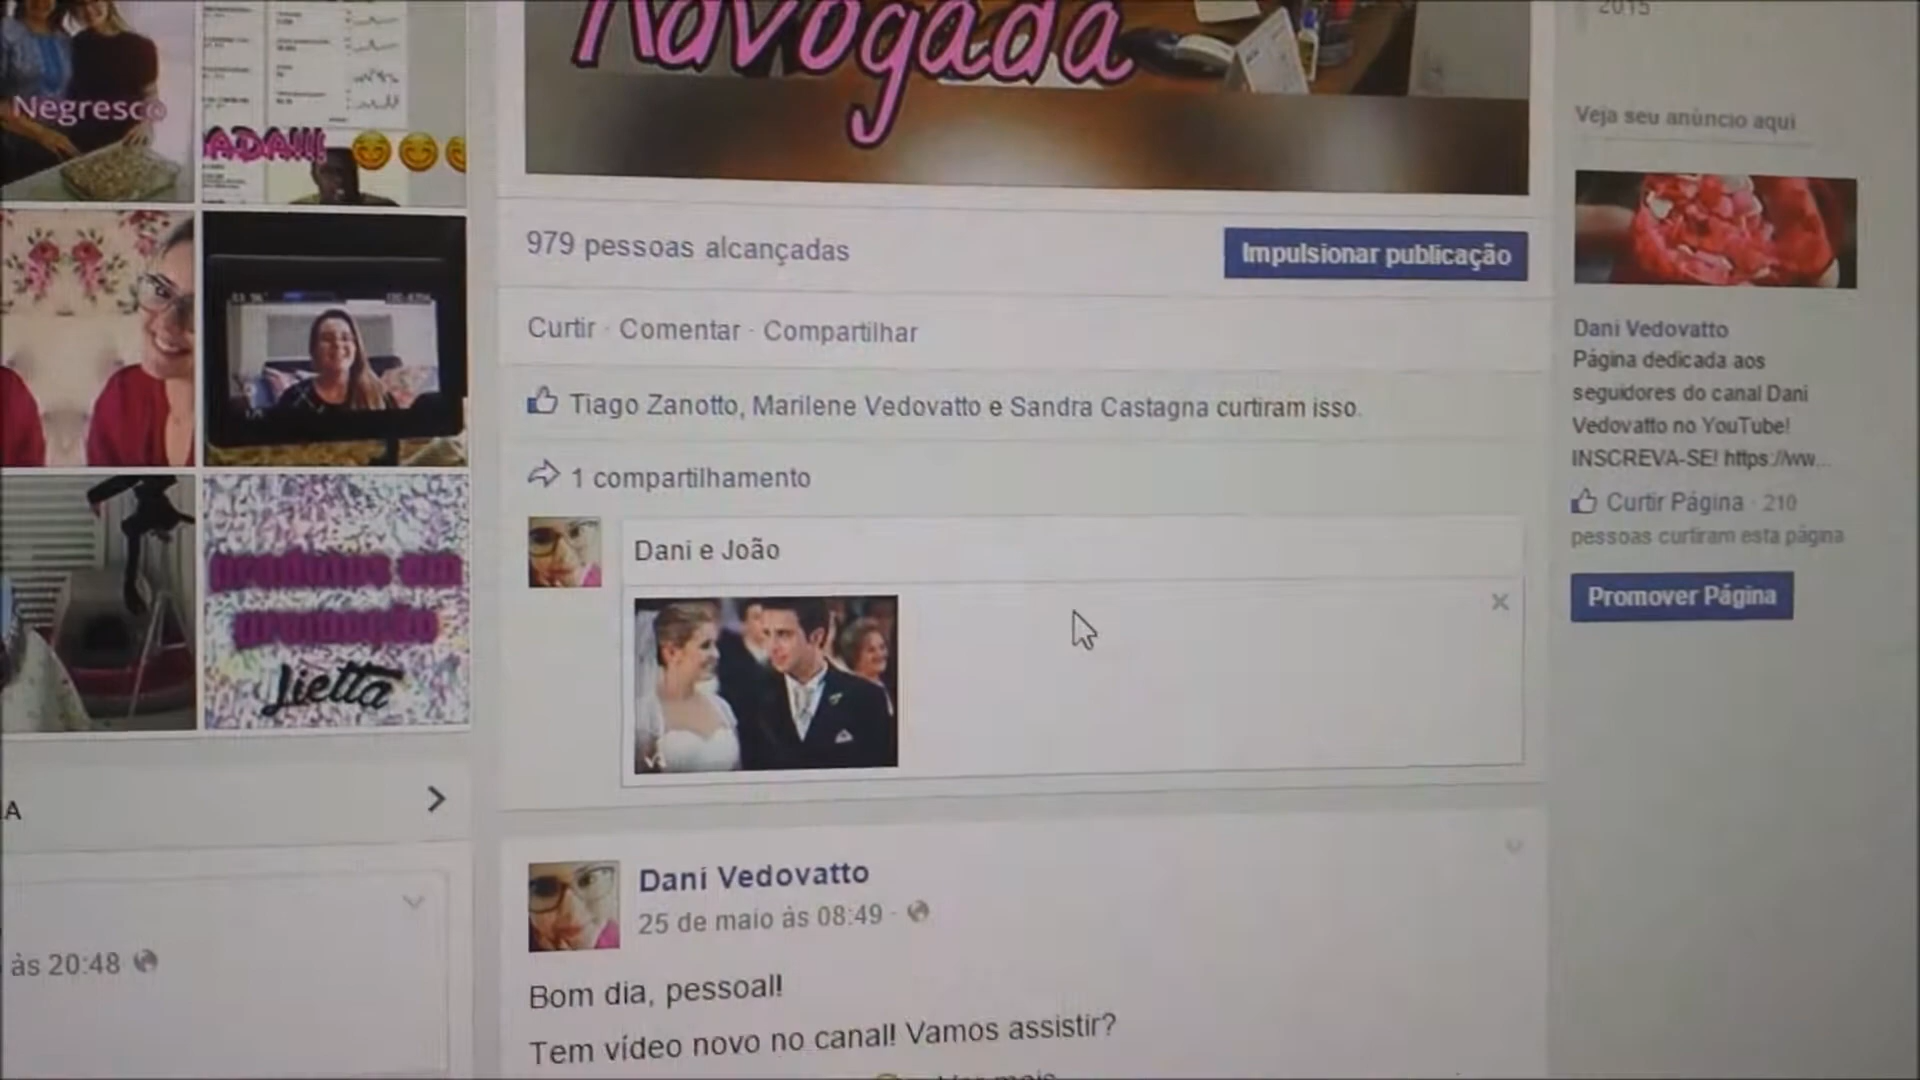 Negresco
ADA!!!
Lietta
A
às 20:48
Advogada
979 pessoas alcançadas
Impulsionar publicação
Curtir · Comentar · Compartilhar
Tiago Zanotto, Marilene Vedovatto e Sandra Castagna curtiram isso.
1 compartilhamento
Dani e João
Dani Vedovatto
25 de maio às 08:49 ·
Bom dia, pessoal!
Tem vídeo novo no canal! Vamos assistir?
Ver mais
2015
Veja seu anúncio aqui
Dani Vedovatto
Página dedicada aos
seguidores do canal Dani
Vedovatto no YouTube!
INSCREVA-SE! https://ww...
Curtir Página · 210
pessoas curtiram esta página
Promover Página